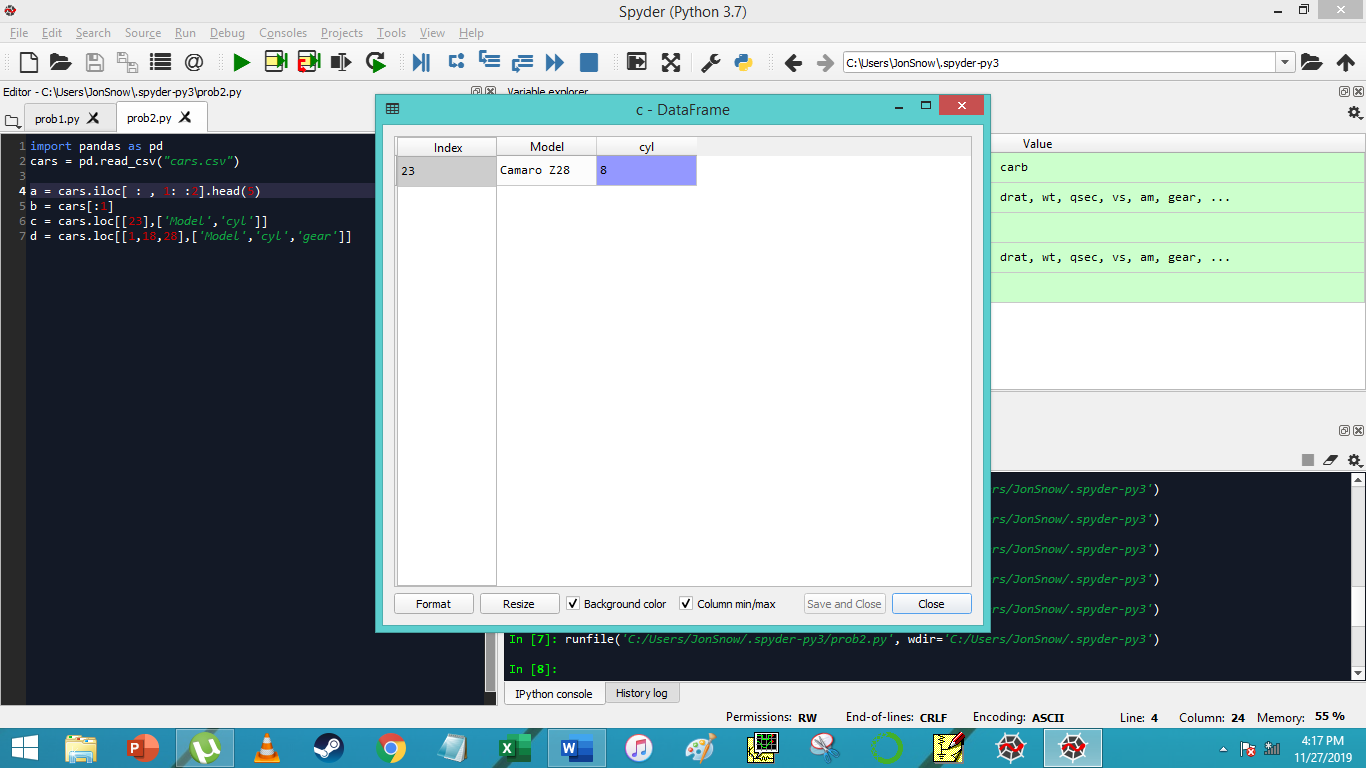 Spyder (Python 3.7)
File Edit Search Source Run Debug Consoles Projects Tools View Help
C:\Users\JonSnow\.spyder-py3
Editor - C:\Users\JonSnow\.spyder-py3\prob2.py
prob1.py
prob2.py
1 import pandas as pd
2 cars = pd.read_csv("cars.csv")
3
4 a = cars.iloc[ : , 1: :2].head(5)
5 b = cars[:1]
6 c = cars.loc[[23],['Model','cyl']]
7 d = cars.loc[[1,18,28],['Model','cyl','gear']]
Variable explorer
c - DataFrame
Index Model cyl
23 Camaro Z28 8
Format Resize Background color Column min/max Save and Close Close
Value
carb
drat, wt, qsec, vs, am, gear, ...
drat, wt, qsec, vs, am, gear, ...
rs/JonSnow/.spyder-py3')
rs/JonSnow/.spyder-py3')
rs/JonSnow/.spyder-py3')
rs/JonSnow/.spyder-py3')
rs/JonSnow/.spyder-py3')
In [7]: runfile('C:/Users/JonSnow/.spyder-py3/prob2.py', wdir='C:/Users/JonSnow/.spyder-py3')
In [8]:
IPython console History log
Permissions: RW End-of-lines: CRLF Encoding: ASCII Line: 4 Column: 24 Memory: 55 %
4:17 PM
11/27/2019